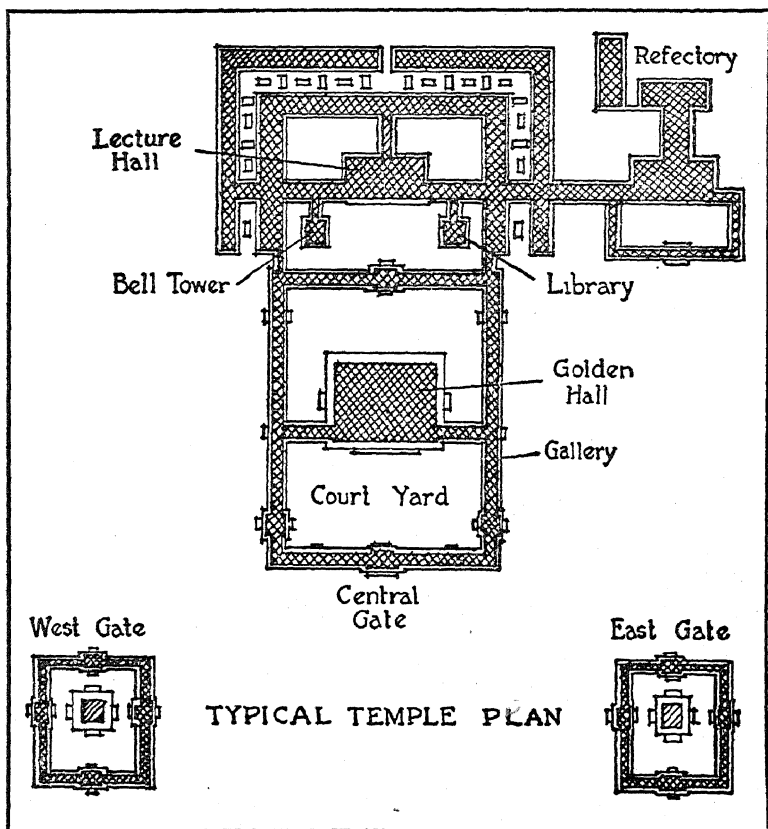 Refectory
Lecture
Hall
Bell Tower
Library
Golden
Hall
Gallery
Court Yard
Central
Gate
West Gate
East Gate
TYPICAL TEMPLE PLAN